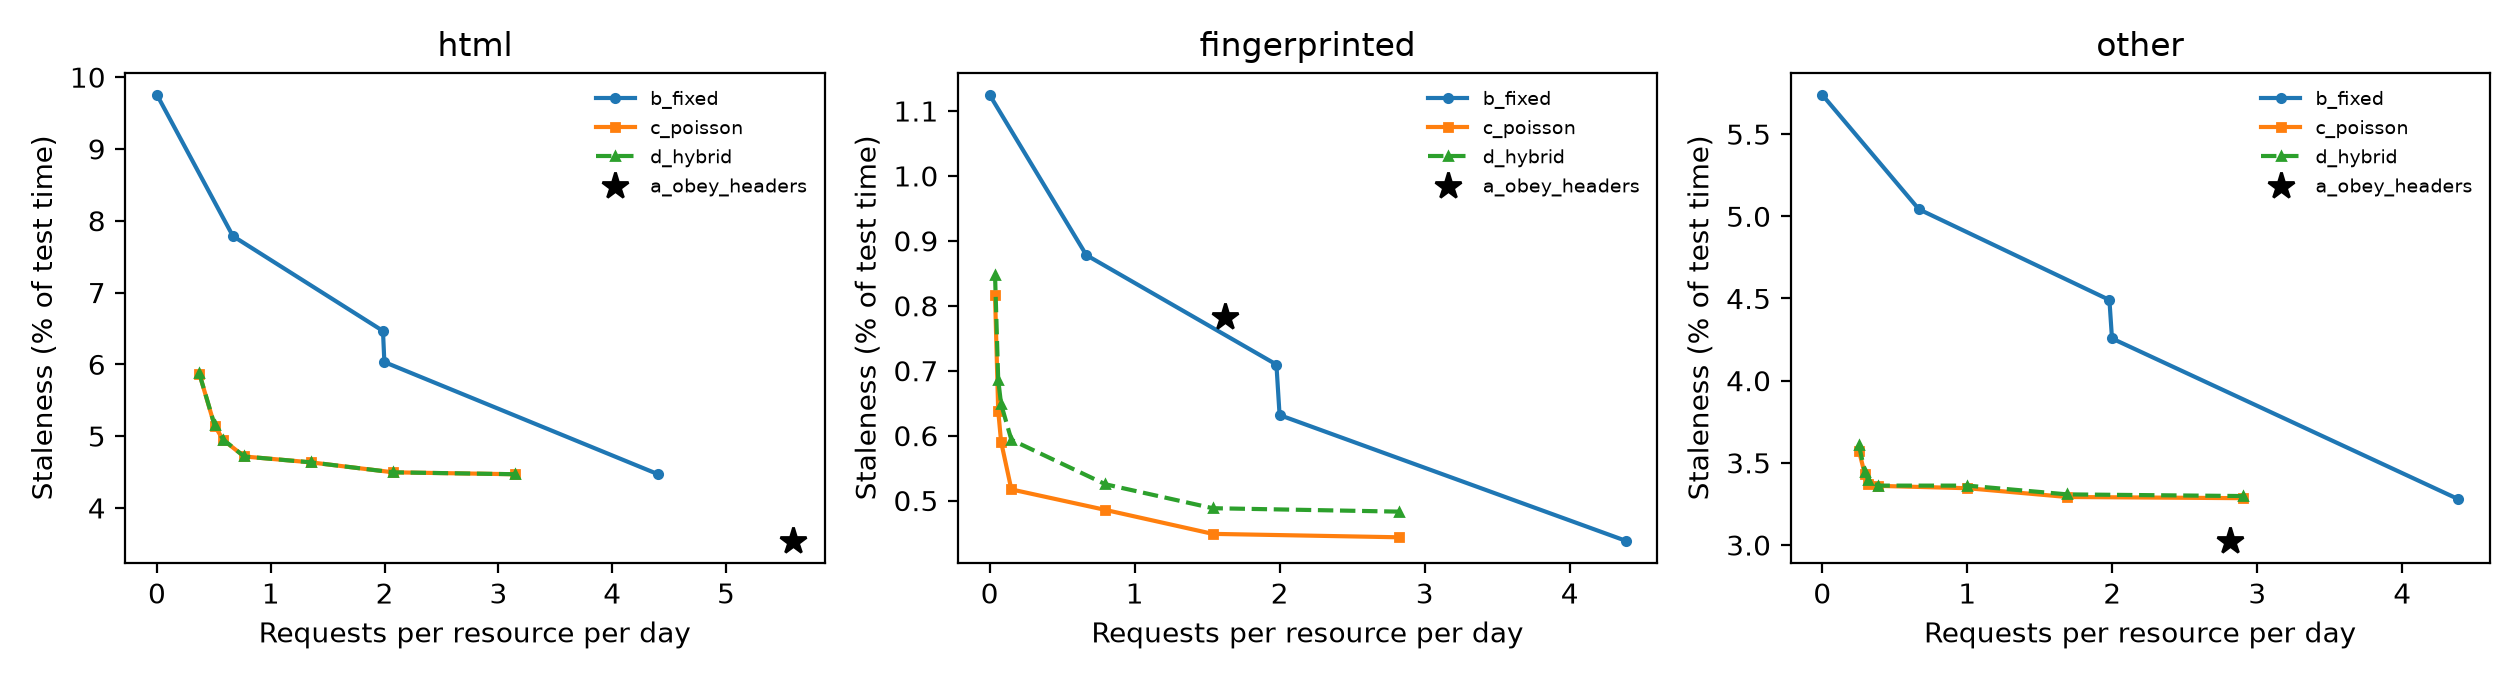 html
10
9
8
7
6
5
4
Staleness (% of test time)
b_fixed
c_poisson
d_hybrid
a_obey_headers
0 1 2 3 4 5
Requests per resource per day
fingerprinted
1.1
1.0
0.9
0.8
0.7
0.6
0.5
Staleness (% of test time)
b_fixed
c_poisson
d_hybrid
a_obey_headers
0 1 2 3 4
Requests per resource per day
other
5.5
5.0
4.5
4.0
3.5
3.0
Staleness (% of test time)
b_fixed
c_poisson
d_hybrid
a_obey_headers
0 1 2 3 4
Requests per resource per day